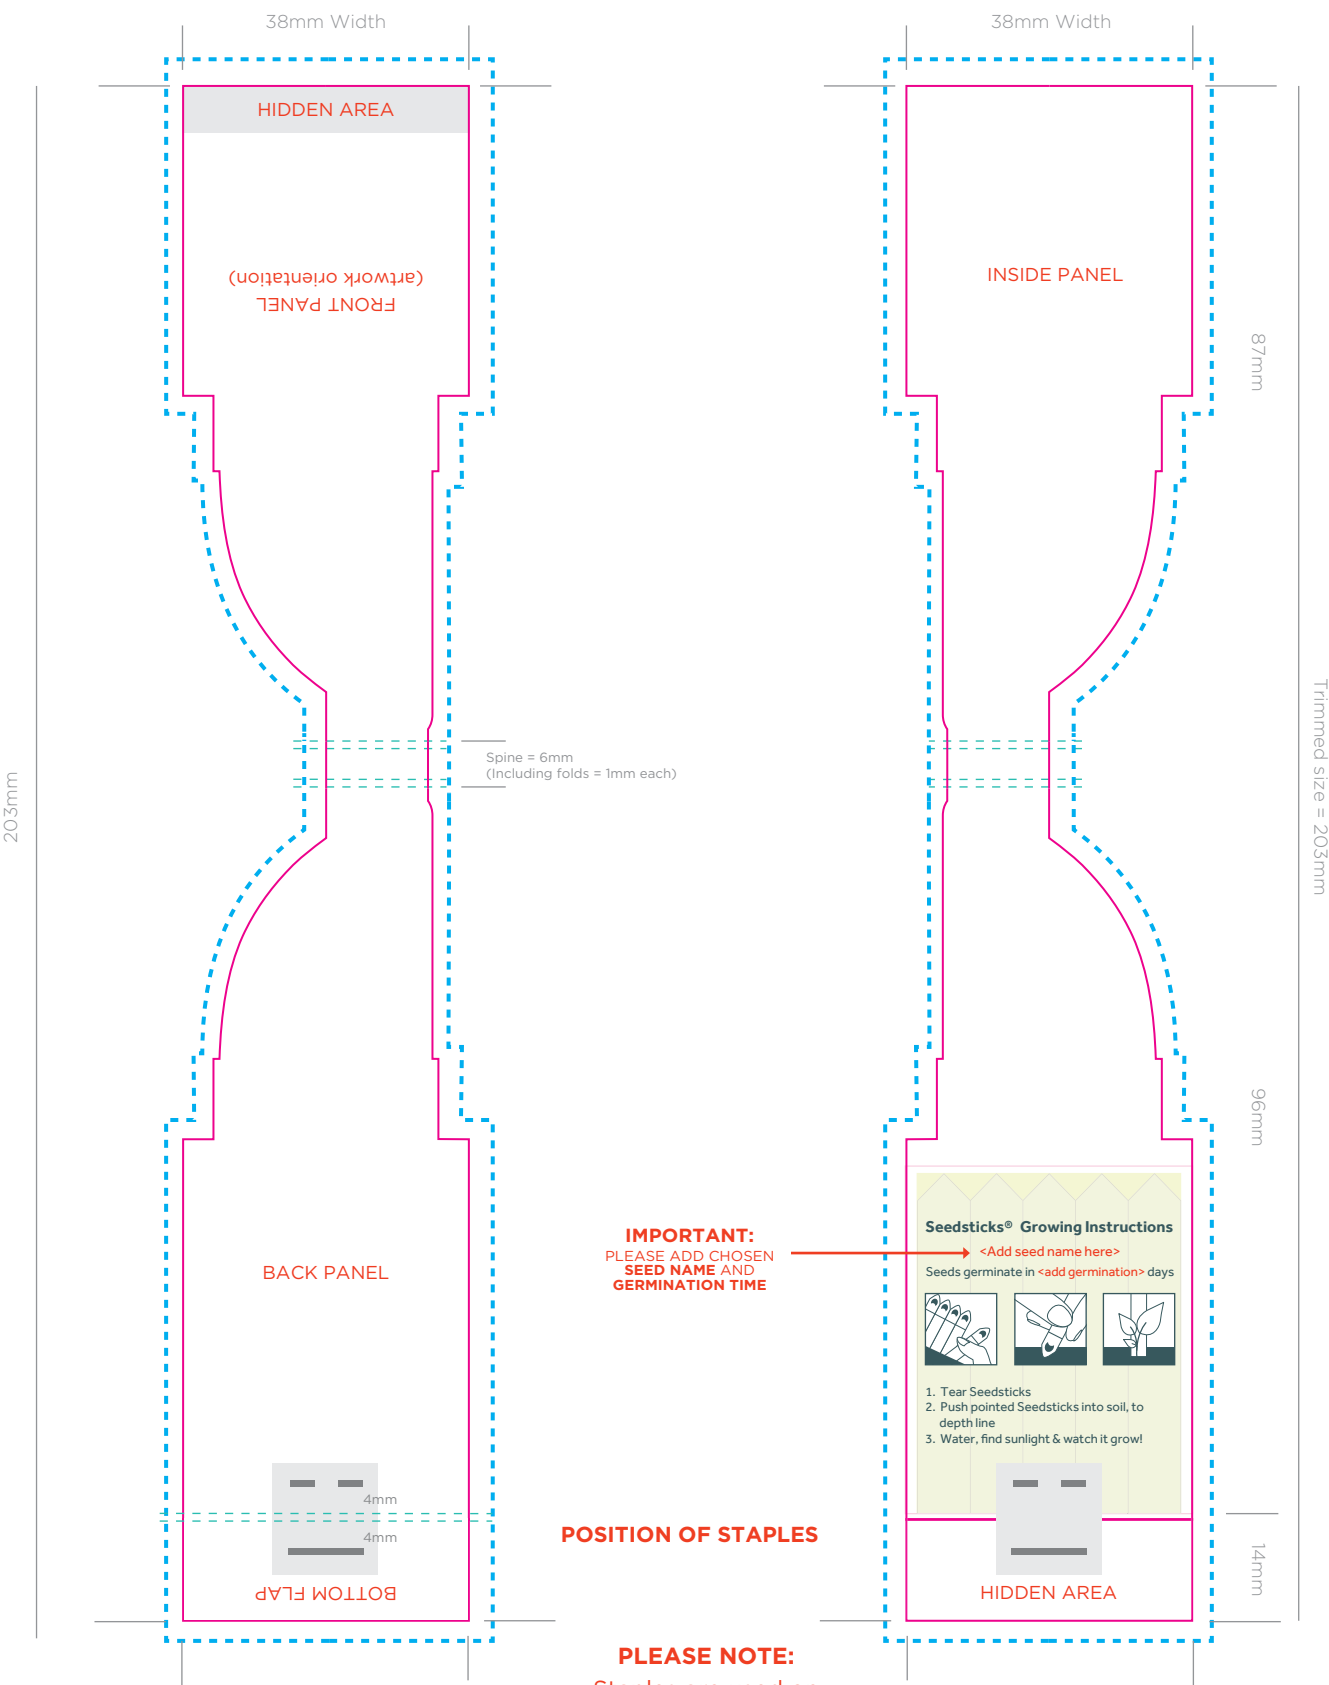 38mm Width
38mm Width
HIDDEN AREA
FRONT PANEL
(artwork orientation)
INSIDE PANEL
87mm
Trimmed size = 203mm
203mm
Spine = 6mm
(Including folds = 1mm each)
96mm
BACK PANEL
IMPORTANT:
PLEASE ADD CHOSEN
SEED NAME AND
GERMINATION TIME
Seedsticks® Growing Instructions
<Add seed name here>
Seeds germinate in <add germination> days
1. Tear Seedsticks
2. Push pointed Seedsticks into soil, to
depth line
3. Water, find sunlight & watch it grow!
4mm
4mm
POSITION OF STAPLES
BOTTOM FLAP
14mm
HIDDEN AREA
PLEASE NOTE: